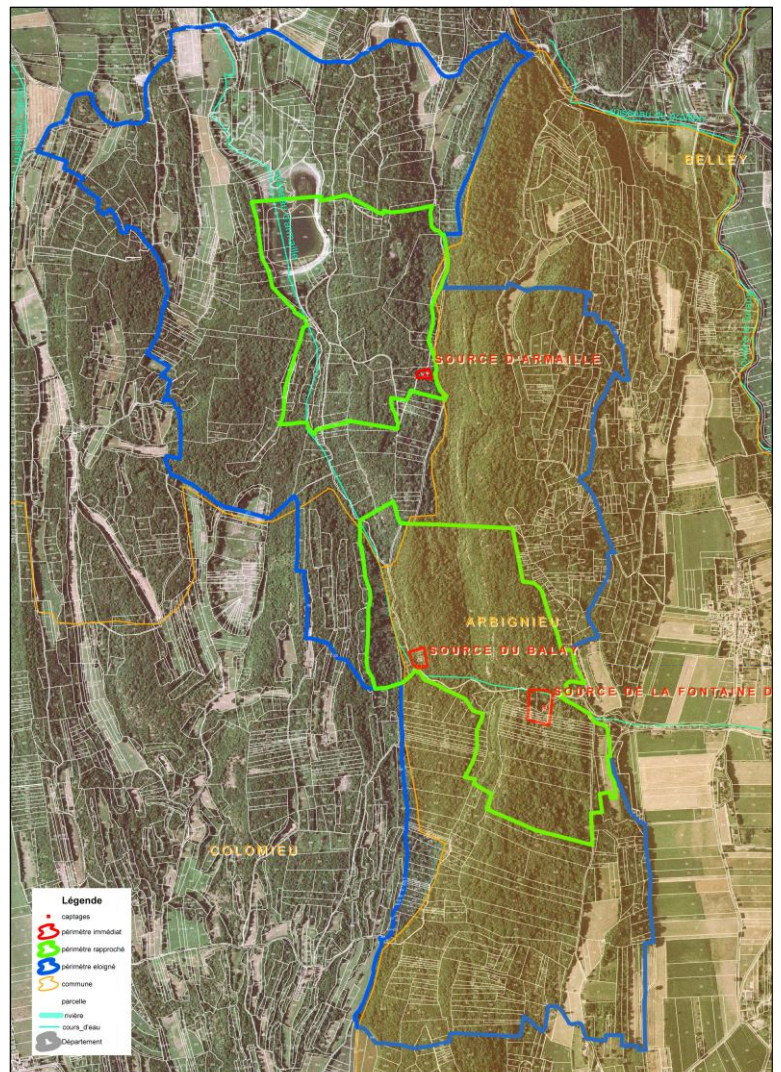 BELLEY
SOURCE D'ARMAILLE
ARBIGNIEU
SOURCE DU BALAY
SOURCE DE LA FONTAINE D
COLOMIEU
Légende
captages
périmètre immédiat
périmètre rapproché
périmètre eloigné
commune
parcelle
rivière
cours_d'eau
Département